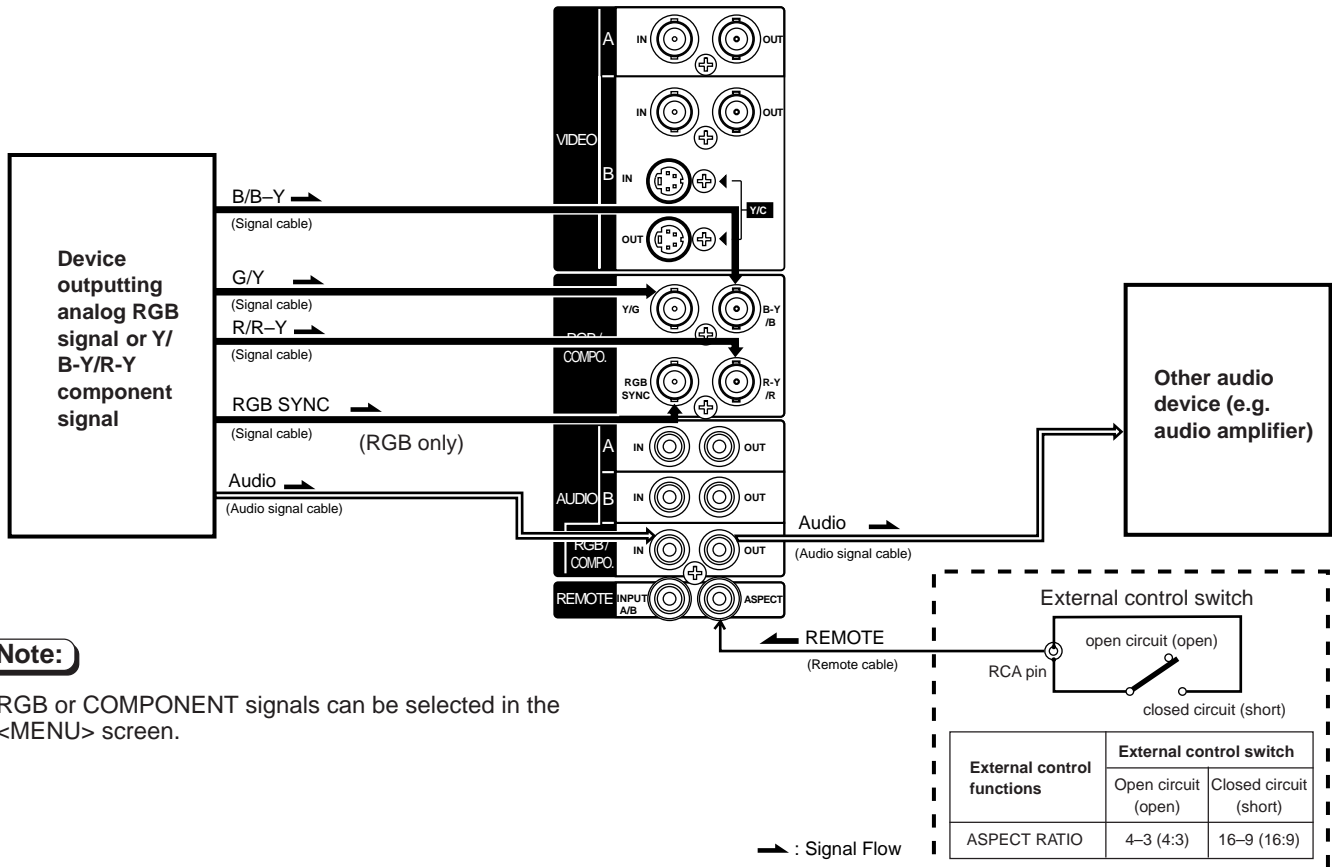 A
IN
OUT
IN
OUT
VIDEO
B
IN
Y/C
OUT
Device
outputting
analog RGB
signal or Y/
B-Y/R-Y
component
signal
B/B–Y
(Signal cable)
G/Y
(Signal cable)
R/R–Y
(Signal cable)
RGB SYNC
(Signal cable)
(RGB only)
Audio
(Audio signal cable)
Y/G
B-Y
/B
RGB/
COMPO.
RGB
SYNC
R-Y
/R
A
IN
OUT
AUDIO
B
IN
OUT
RGB/
COMPO.
IN
OUT
REMOTE
INPUT
A/B
ASPECT
Audio
(Audio signal cable)
Other audio
device (e.g.
audio amplifier)
REMOTE
(Remote cable)
External control switch
open circuit (open)
RCA pin
closed circuit (short)
External control
functions
External control switch
Open circuit
(open)
Closed circuit
(short)
ASPECT RATIO
4–3 (4:3)
16–9 (16:9)
Note:
RGB or COMPONENT signals can be selected in the
<MENU> screen.
: Signal Flow